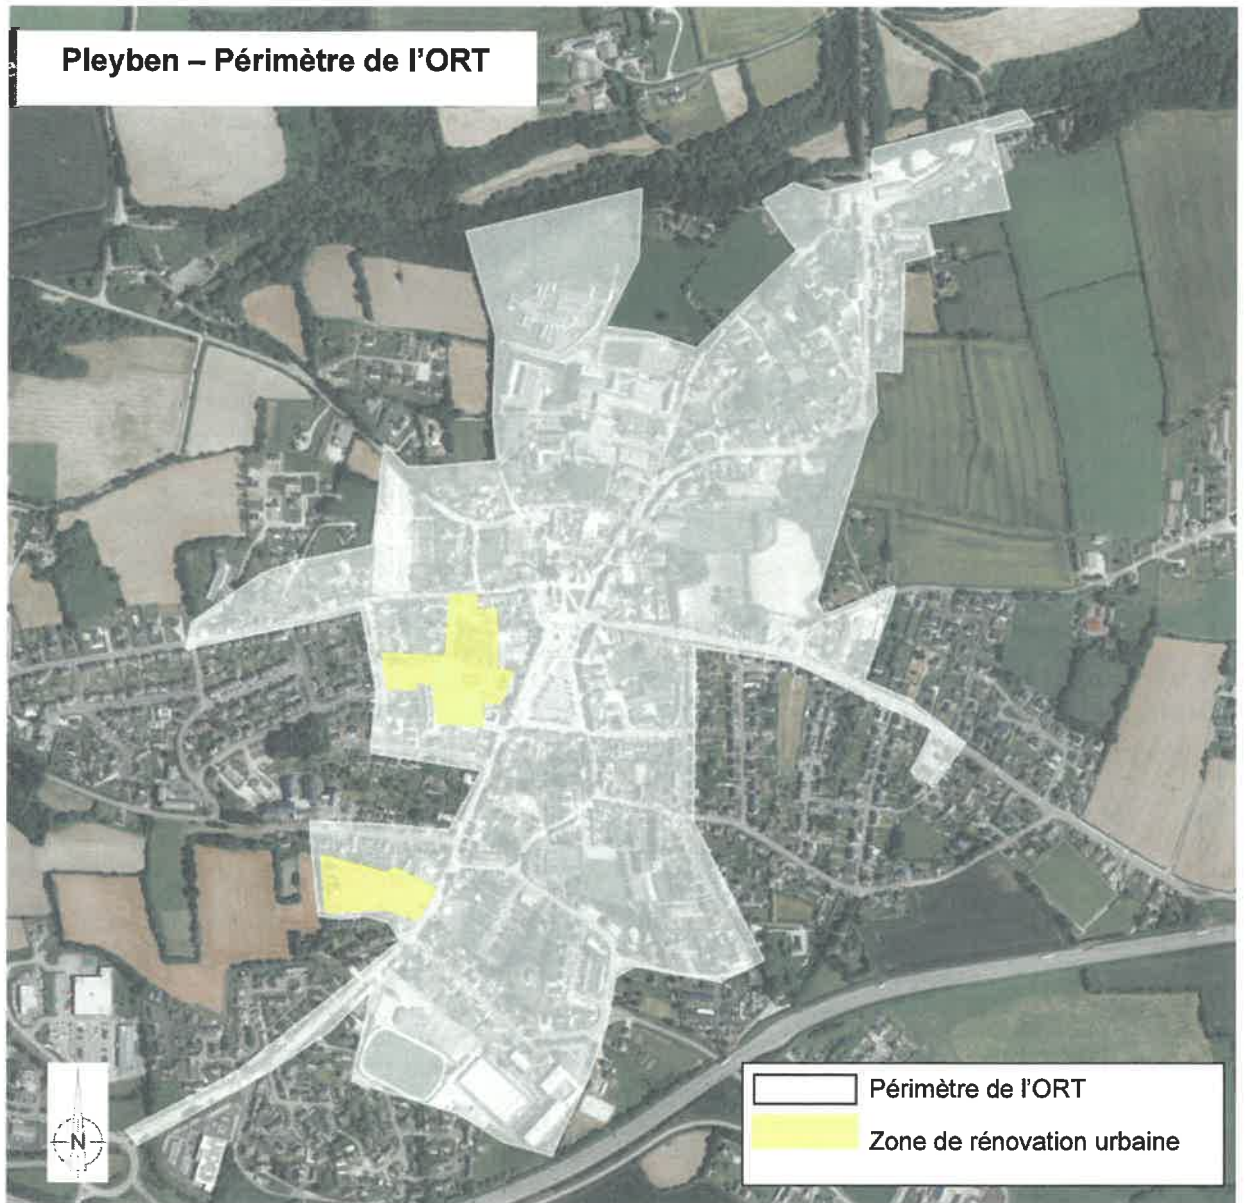 Pleyben – Périmètre de l'ORT
N
Périmètre de l'ORT
Zone de rénovation urbaine